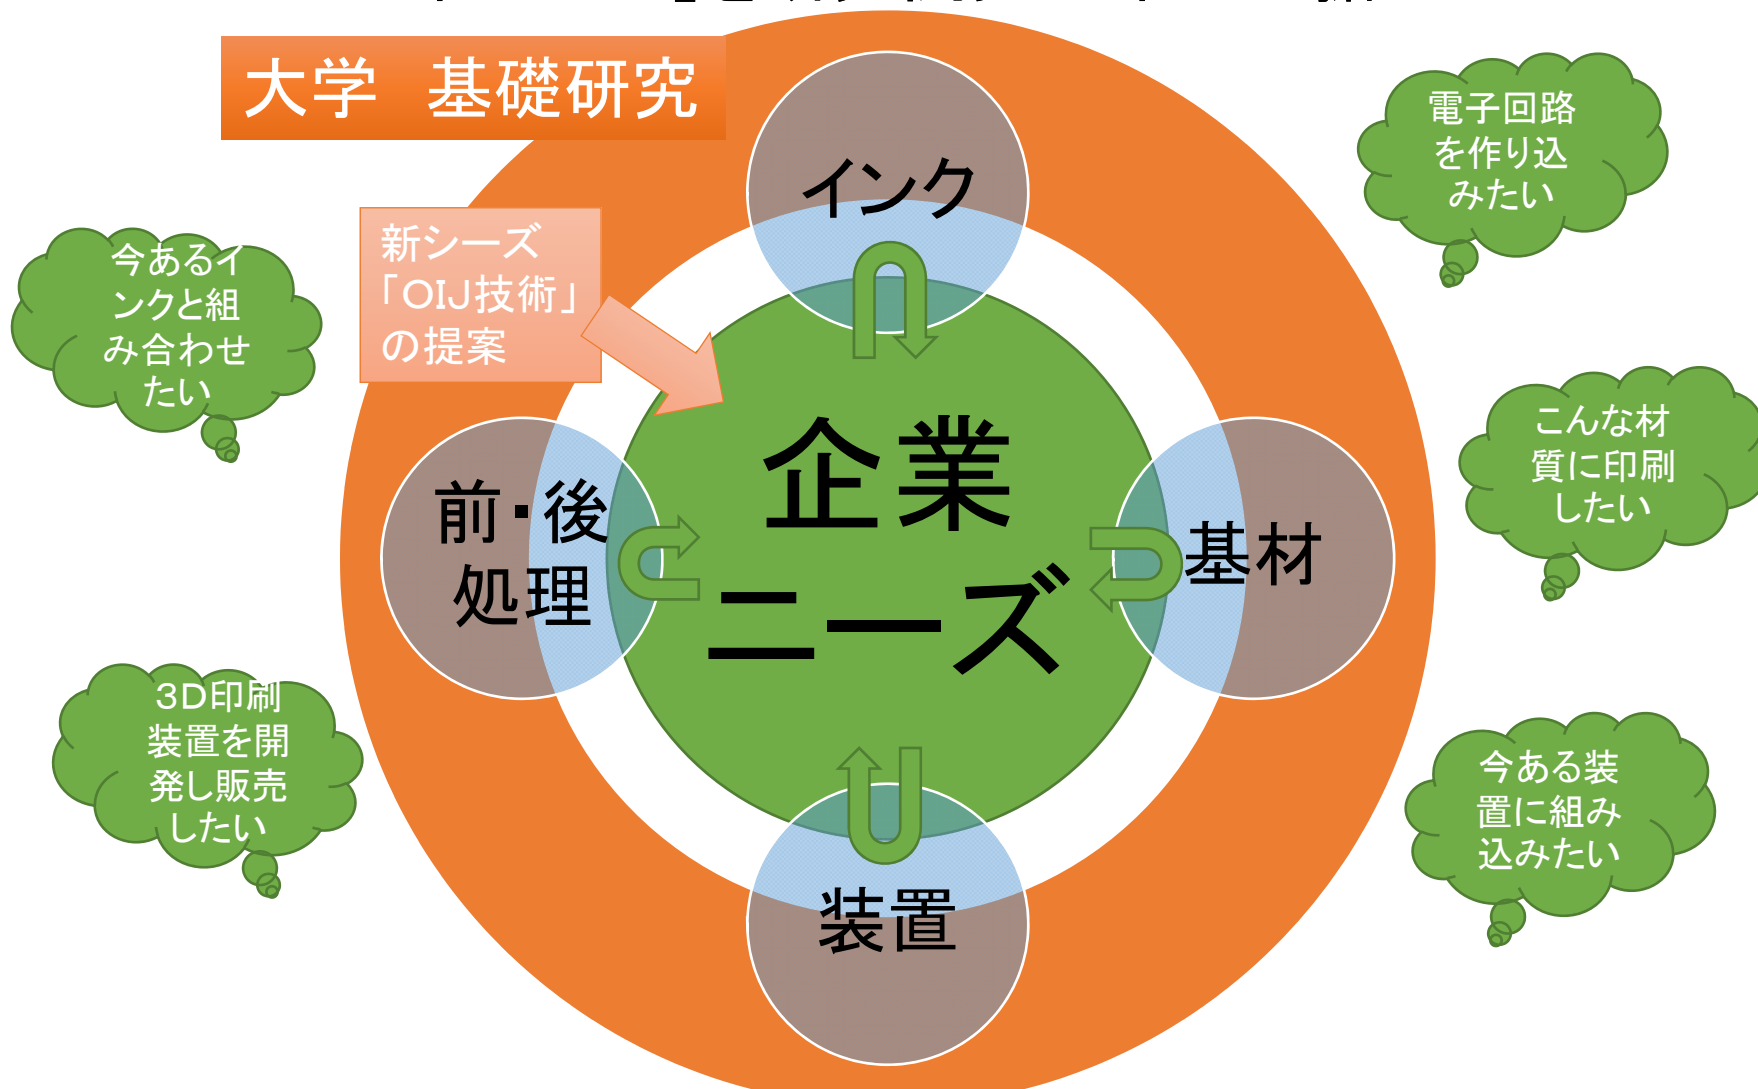 大学　基礎研究
インク
電子回路
を作り込
みたい
新シーズ
「OIJ技術」
の提案
今あるイ
ンクと組
み合わせ
たい
企業
ニーズ
こんな材
質に印刷
したい
前・後
処理
基材
3D印刷
装置を開
発し販売
したい
今ある装
置に組み
込みたい
装置